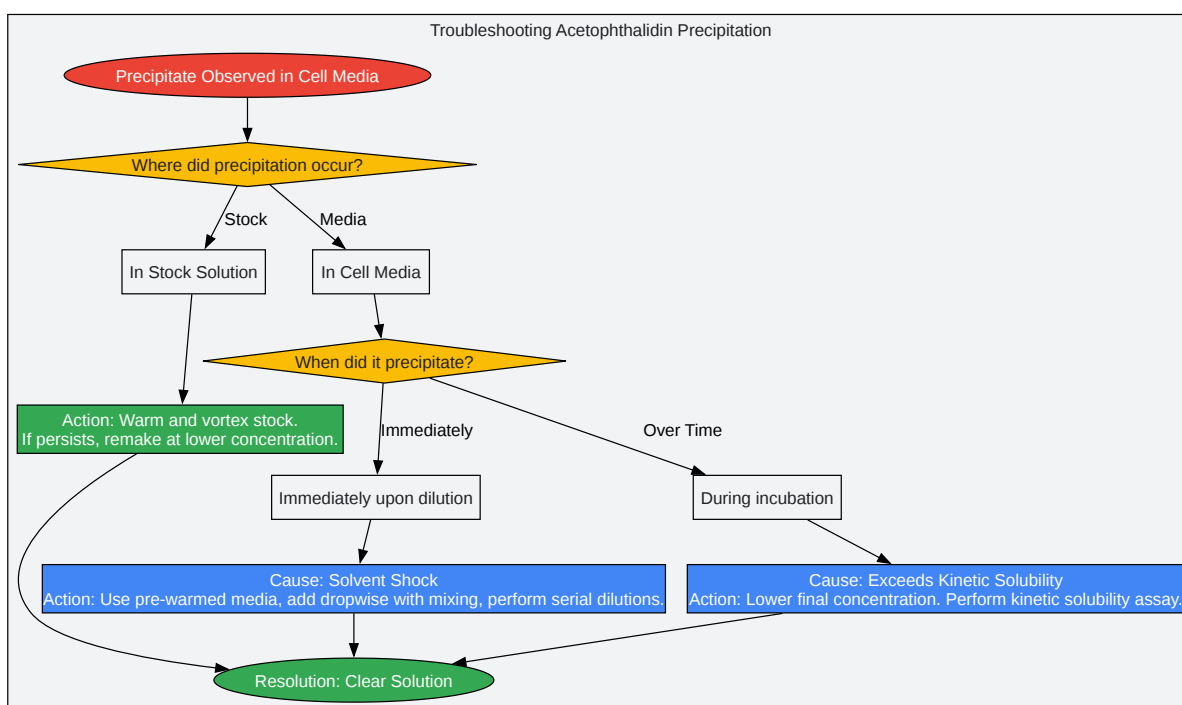 Troubleshooting Acetophthalidin Precipitation
Precipitate Observed in Cell Media
Where did precipitation occur?
Stock
Media
In Stock Solution
In Cell Media
When did it precipitate?
Action: Warm and vortex stock.
If persists, remake at lower concentration.
Immediately
Over Time
Immediately upon dilution
During incubation
Cause: Solvent Shock
Action: Use pre-warmed media, add dropwise with mixing, perform serial dilutions.
Cause: Exceeds Kinetic Solubility
Action: Lower final concentration. Perform kinetic solubility assay.
Resolution: Clear Solution